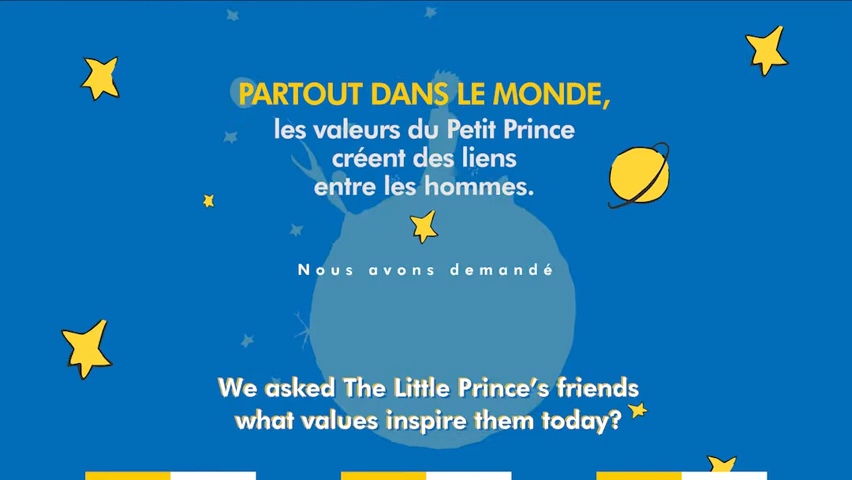 PARTOUT DANS LE MONDE,
les valeurs du Petit Prince
créent des liens
entre les hommes.
Nous avons demandé
We asked The Little Prince's friends
what values inspire them today?